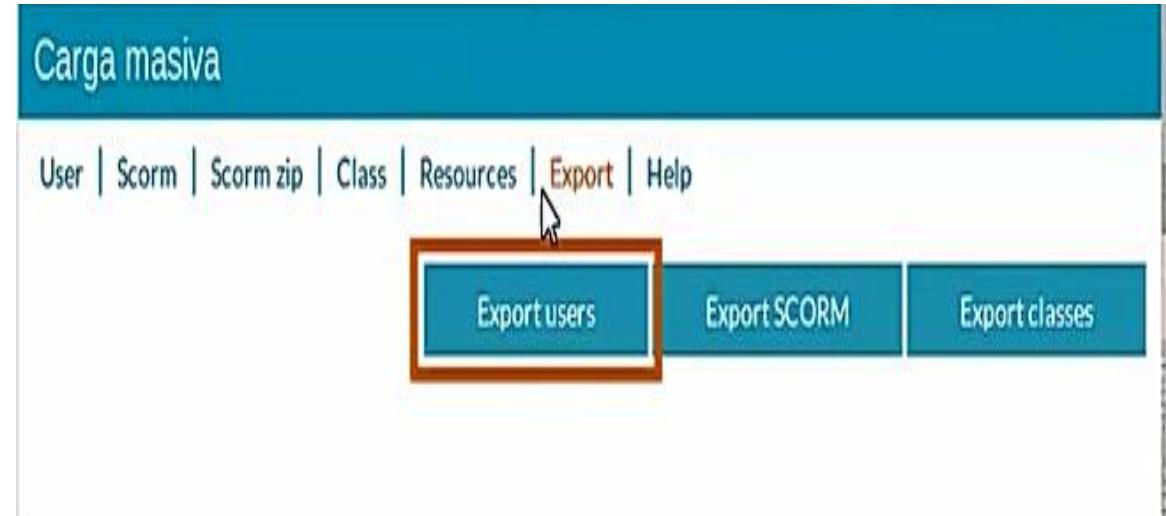 Carga masiva
User | Scorm | Scorm zip | Class | Resources | Export | Help
Export users Export SCORM Export classes